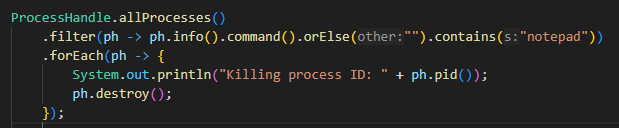 ProcessHandle.allProcesses()
.filter(ph -> ph.info().command().orElse(other:"").contains(s:"notepad"))
.forEach(ph -> {
System.out.println("Killing process ID: " + ph.pid());
ph.destroy();
});